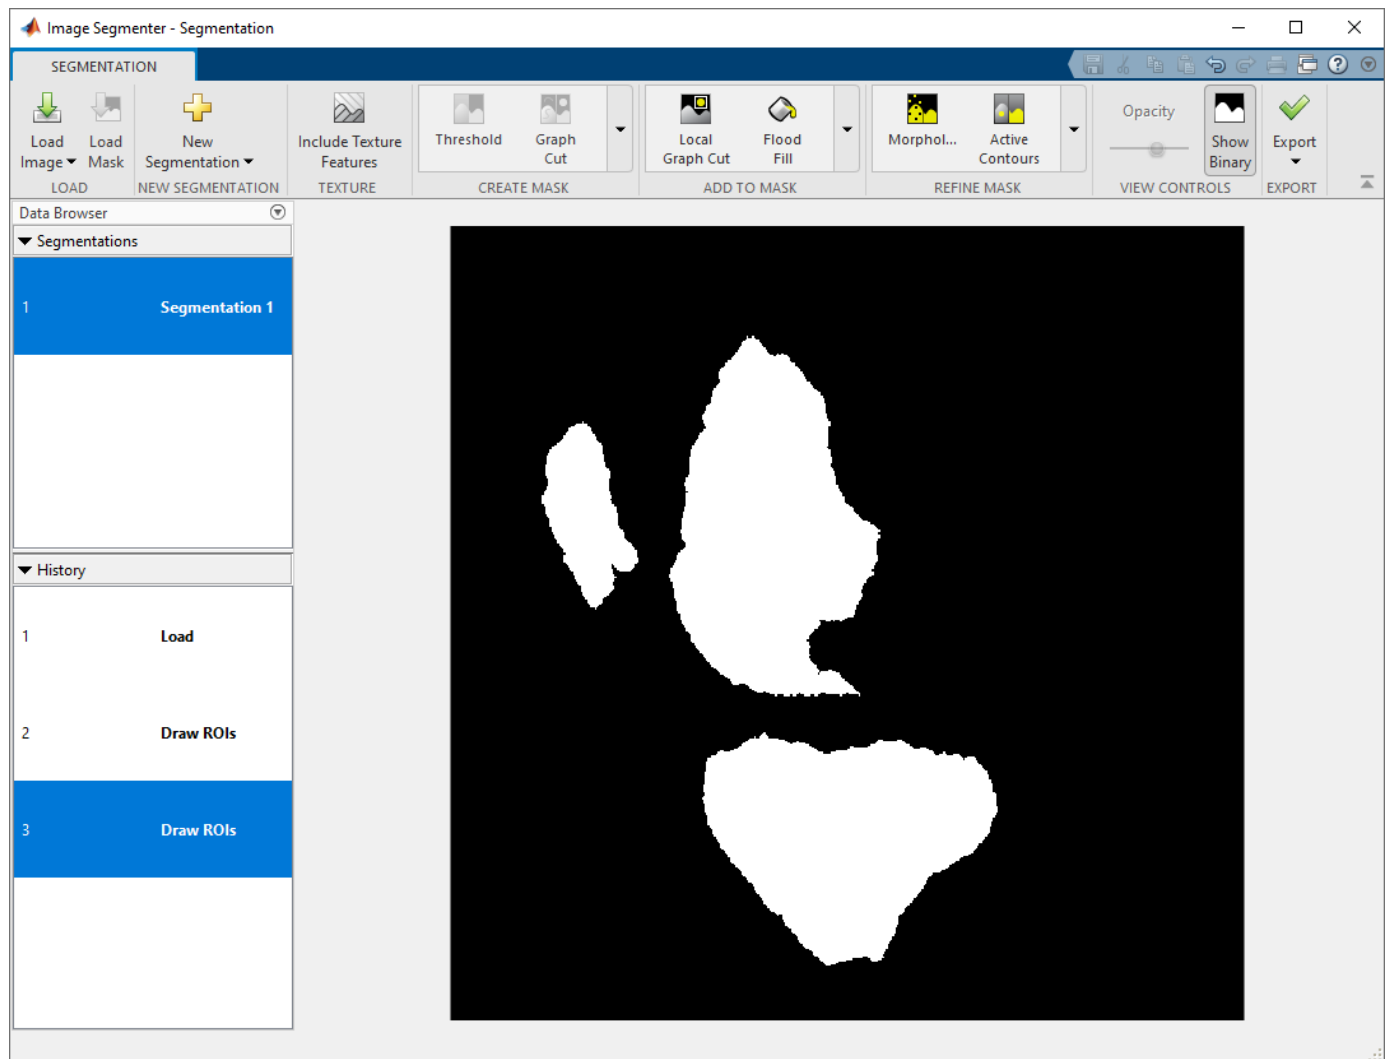 Image Segmenter - Segmentation
SEGMENTATION
Load
Image
Load
Mask
New
Segmentation
Include Texture
Features
Threshold
Graph
Cut
Local
Graph Cut
Flood
Fill
Morphol...
Active
Contours
Opacity
Show
Binary
Export
LOAD
NEW SEGMENTATION
TEXTURE
CREATE MASK
ADD TO MASK
REFINE MASK
VIEW CONTROLS
EXPORT
Data Browser
Segmentations
1 Segmentation 1
History
1 Load
2 Draw ROIs
3 Draw ROIs